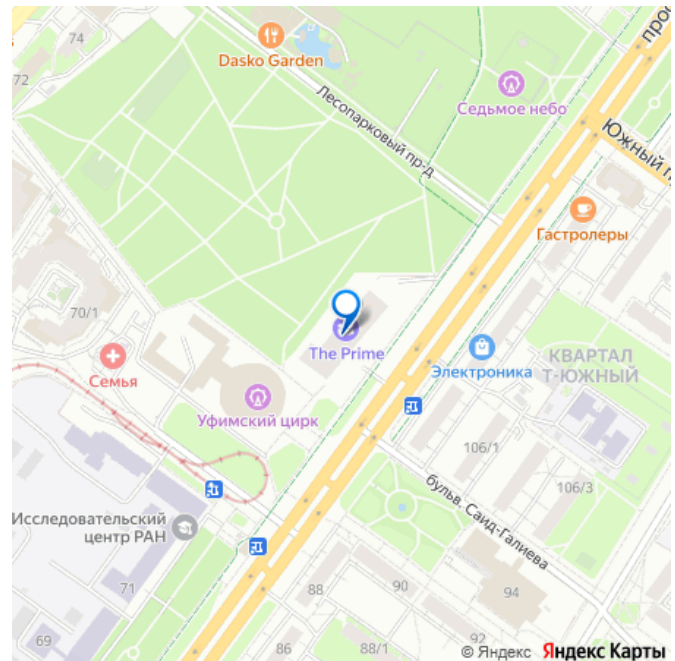 74
72
Dasko Garden
Седьмое небо
Лесопарковый пр-д
Гастролеры
70/1
Семья
The Prime
Электроника
КВАРТАЛ
Т-ЮЖНЫЙ
Уфимский цирк
106/1
106/3
бульв. Саид-Галиева
Исследовательский
центр РАН
71
88
90
94
69
86
88/1
92
© Яндекс Яндекс Карты